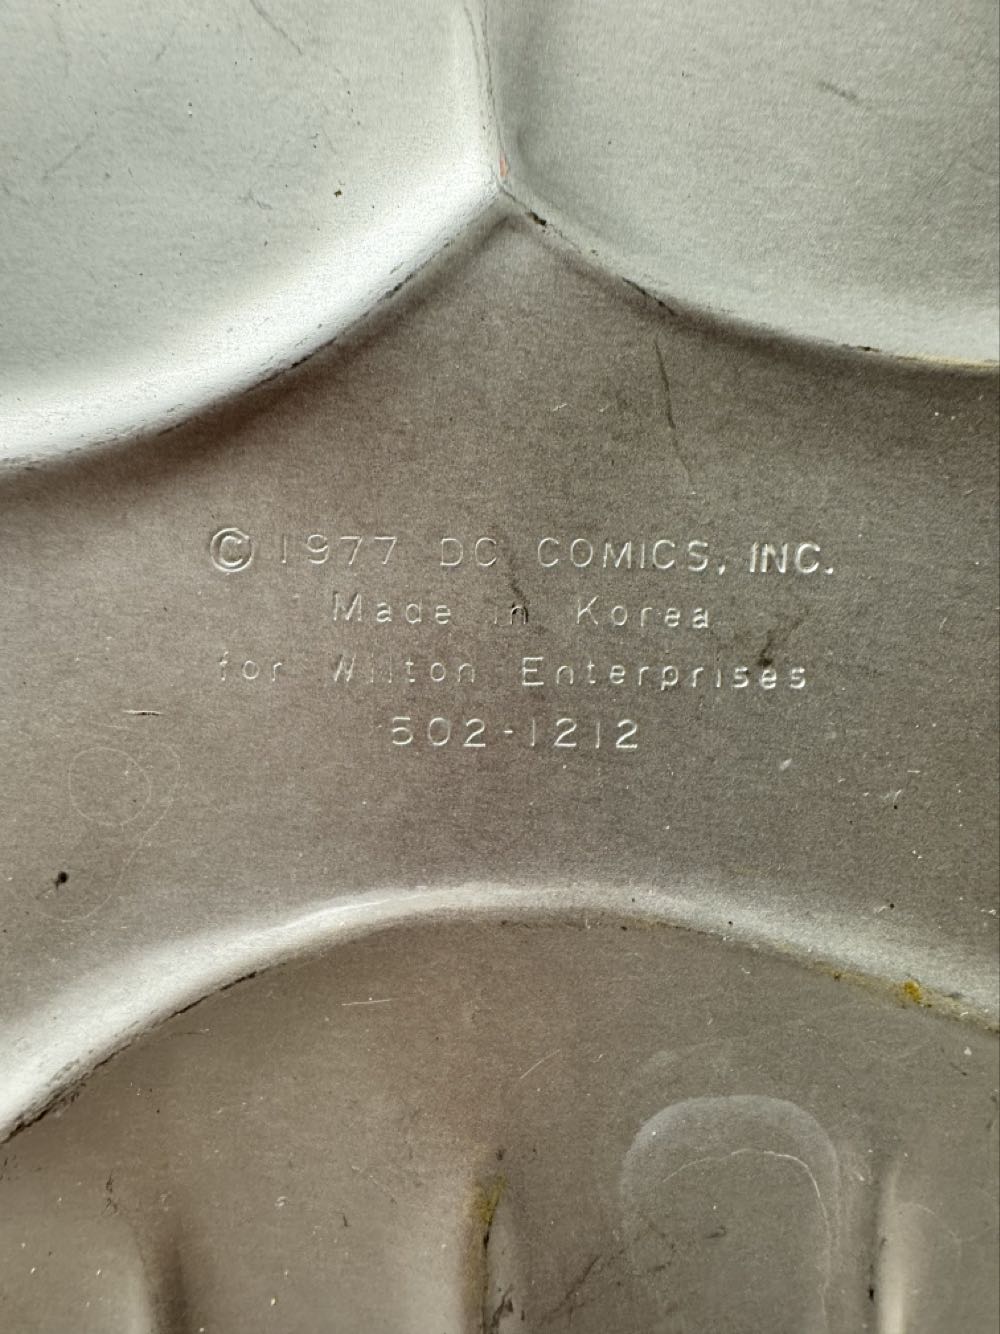 © 1977 DC COMICS, INC.
Made in Korea
for Wilton Enterprises
502-1212